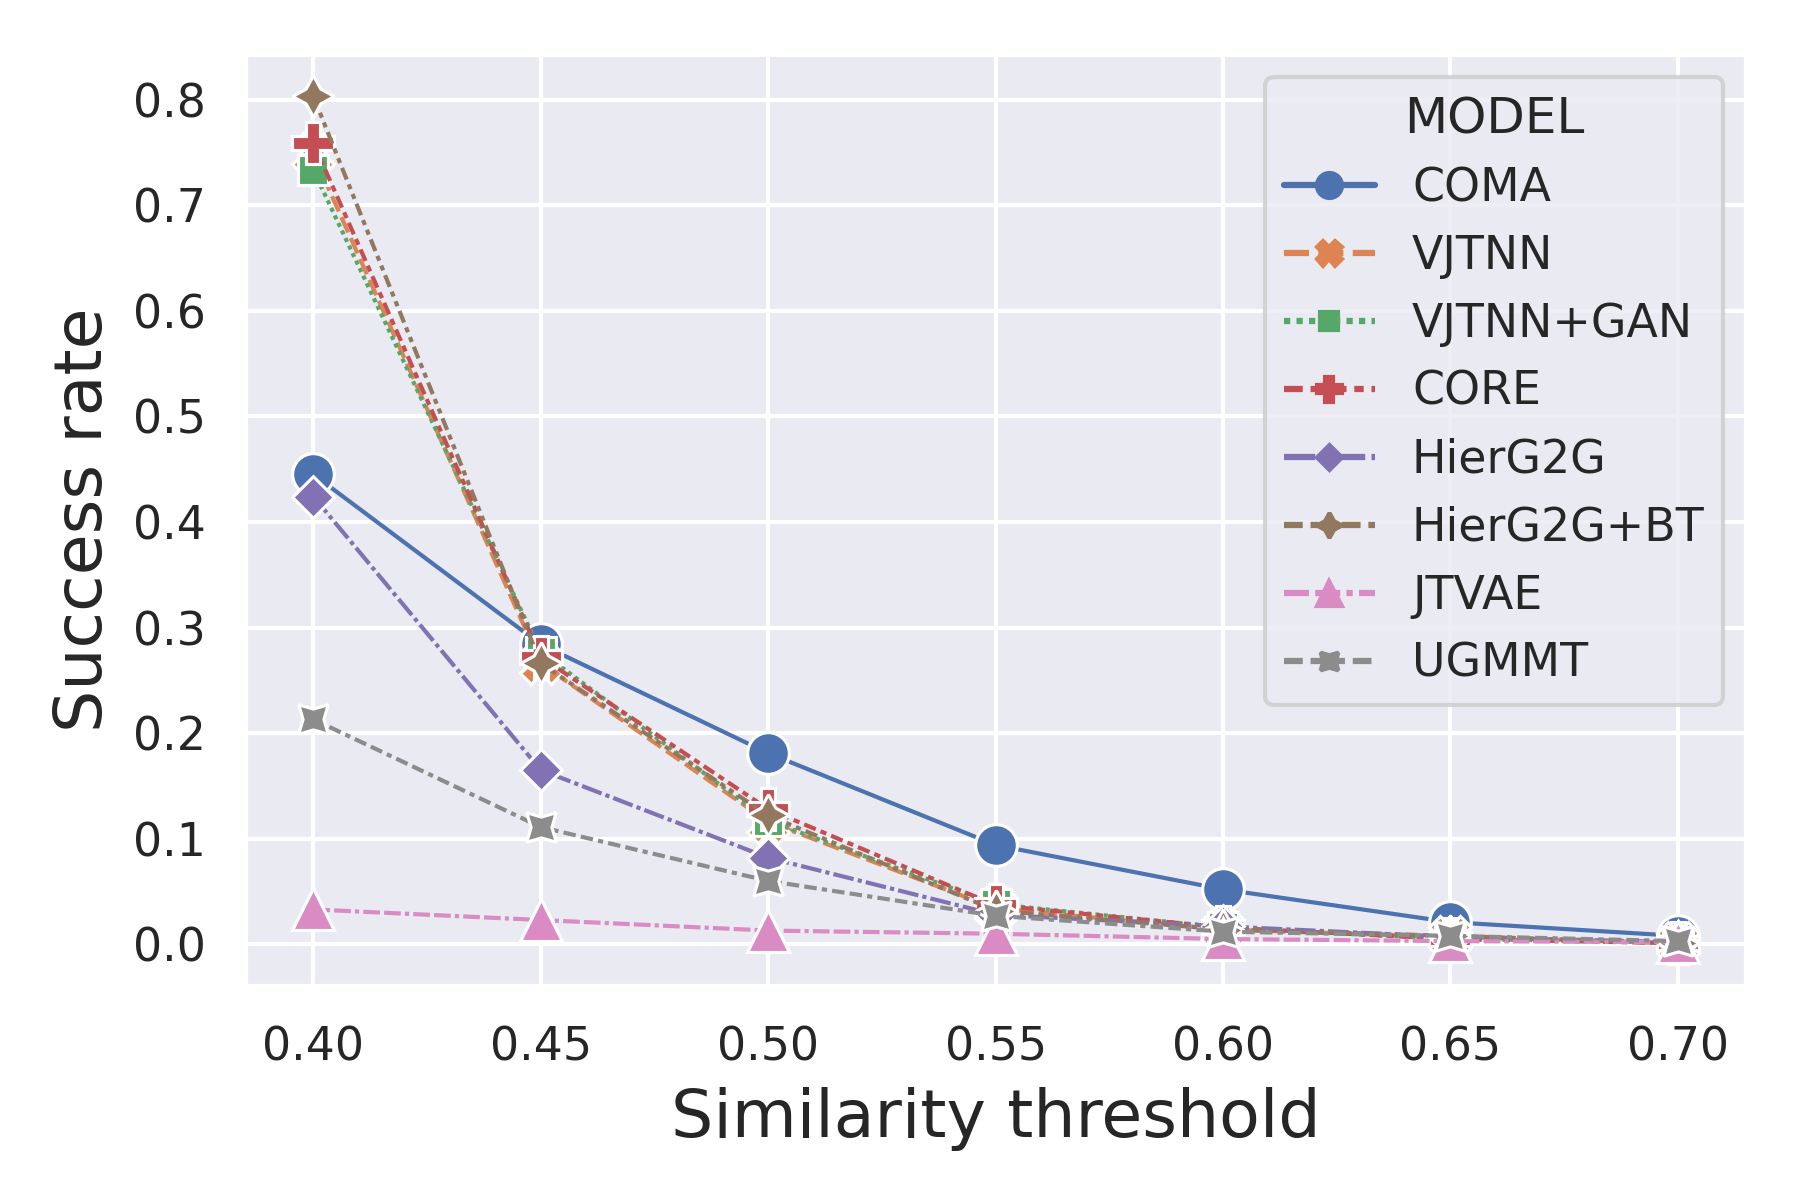 0.8
0.7
0.6
0.5
0.4
0.3
0.2
0.1
0.0
Success rate
MODEL
COMA
VJTNN
VJTNN+GAN
CORE
HierG2G
HierG2G+BT
JTVAE
UGMMT
0.40 0.45 0.50 0.55 0.60 0.65 0.70
Similarity threshold